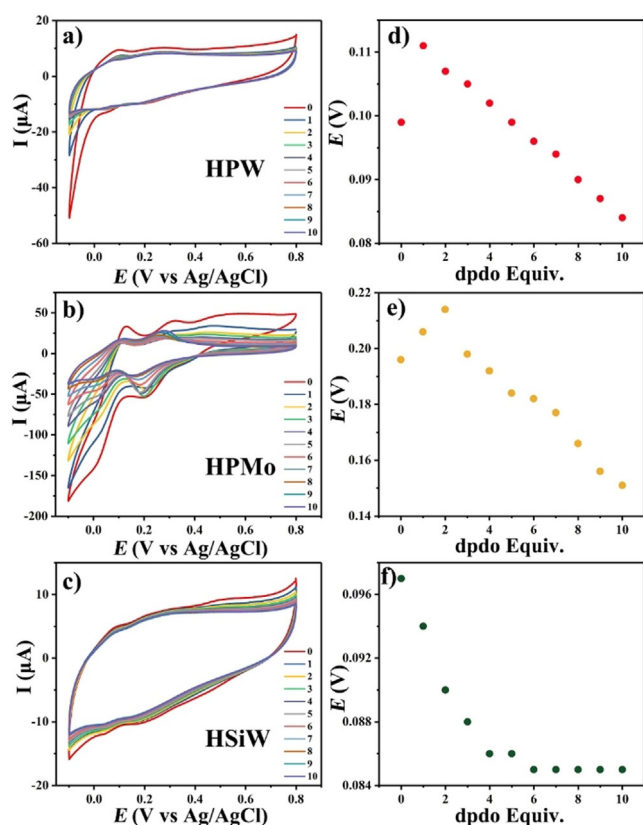 a)
I (μA)
20
0
-20
-40
-60
0.0 0.2 0.4 0.6 0.8
E (V vs Ag/AgCl)
HPW
0
1
2
3
4
5
6
7
8
9
10
d)
E (V)
0.11
0.10
0.09
0.08
0 2 4 6 8 10
dpdo Equiv.
b)
I (μA)
50
0
-50
-100
-150
-200
0.0 0.2 0.4 0.6 0.8
E (V vs Ag/AgCl)
HPMo
0
1
2
3
4
5
6
7
8
9
10
e)
E (V)
0.22
0.20
0.18
0.16
0.14
0 2 4 6 8 10
dpdo Equiv.
c)
I (μA)
10
0
-10
-20
0.0 0.2 0.4 0.6 0.8
E (V vs Ag/AgCl)
HSiW
0
1
2
3
4
5
6
7
8
9
10
f)
E (V)
0.096
0.092
0.088
0.084
0 2 4 6 8 10
dpdo Equiv.